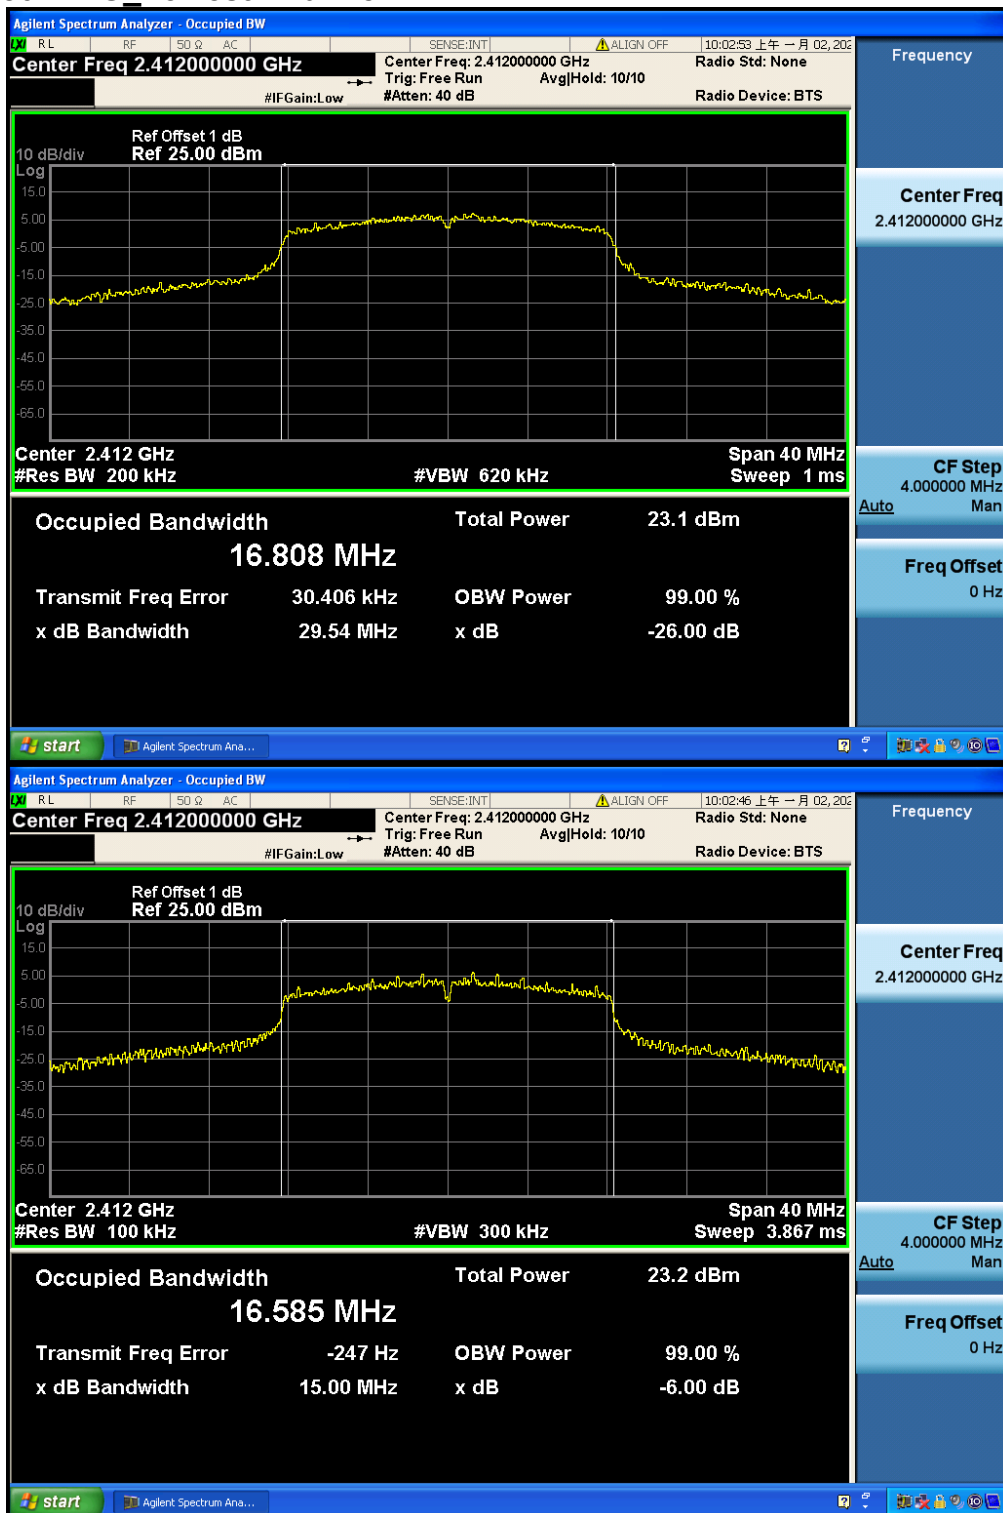 Agilent Spectrum Analyzer - Occupied BW
LXI RL RF 50 Ω AC SENSE:INT ALIGN OFF 10:02:53 上午 一月 02, 202
Center Freq 2.412000000 GHz
Center Freq: 2.412000000 GHz
Radio Std: None
Trig: Free Run Avg|Hold: 10/10
#IFGain:Low #Atten: 40 dB Radio Device: BTS
Frequency
Ref Offset 1 dB
10 dB/div Ref 25.00 dBm
Log
15.0
5.00
-5.00
-15.0
-25.0
-35.0
-45.0
-55.0
-65.0
Center Freq
2.412000000 GHz
Center 2.412 GHz Span 40 MHz
#Res BW 200 kHz #VBW 620 kHz Sweep 1 ms
CF Step
4.000000 MHz
Auto Man
Occupied Bandwidth Total Power 23.1 dBm
16.808 MHz
Transmit Freq Error 30.406 kHz OBW Power 99.00 %
x dB Bandwidth 29.54 MHz x dB -26.00 dB
Freq Offset
0 Hz
start Agilent Spectrum Ana...
Agilent Spectrum Analyzer - Occupied BW
LXI RL RF 50 Ω AC SENSE:INT ALIGN OFF 10:02:46 上午 一月 02, 202
Center Freq 2.412000000 GHz
Center Freq: 2.412000000 GHz
Radio Std: None
Trig: Free Run Avg|Hold: 10/10
#IFGain:Low #Atten: 40 dB Radio Device: BTS
Frequency
Ref Offset 1 dB
10 dB/div Ref 25.00 dBm
Log
15.0
5.00
-5.00
-15.0
-25.0
-35.0
-45.0
-55.0
-65.0
Center Freq
2.412000000 GHz
Center 2.412 GHz Span 40 MHz
#Res BW 100 kHz #VBW 300 kHz Sweep 3.867 ms
CF Step
4.000000 MHz
Auto Man
Occupied Bandwidth Total Power 23.2 dBm
16.585 MHz
Transmit Freq Error -247 Hz OBW Power 99.00 %
x dB Bandwidth 15.00 MHz x dB -6.00 dB
Freq Offset
0 Hz
start Agilent Spectrum Ana...